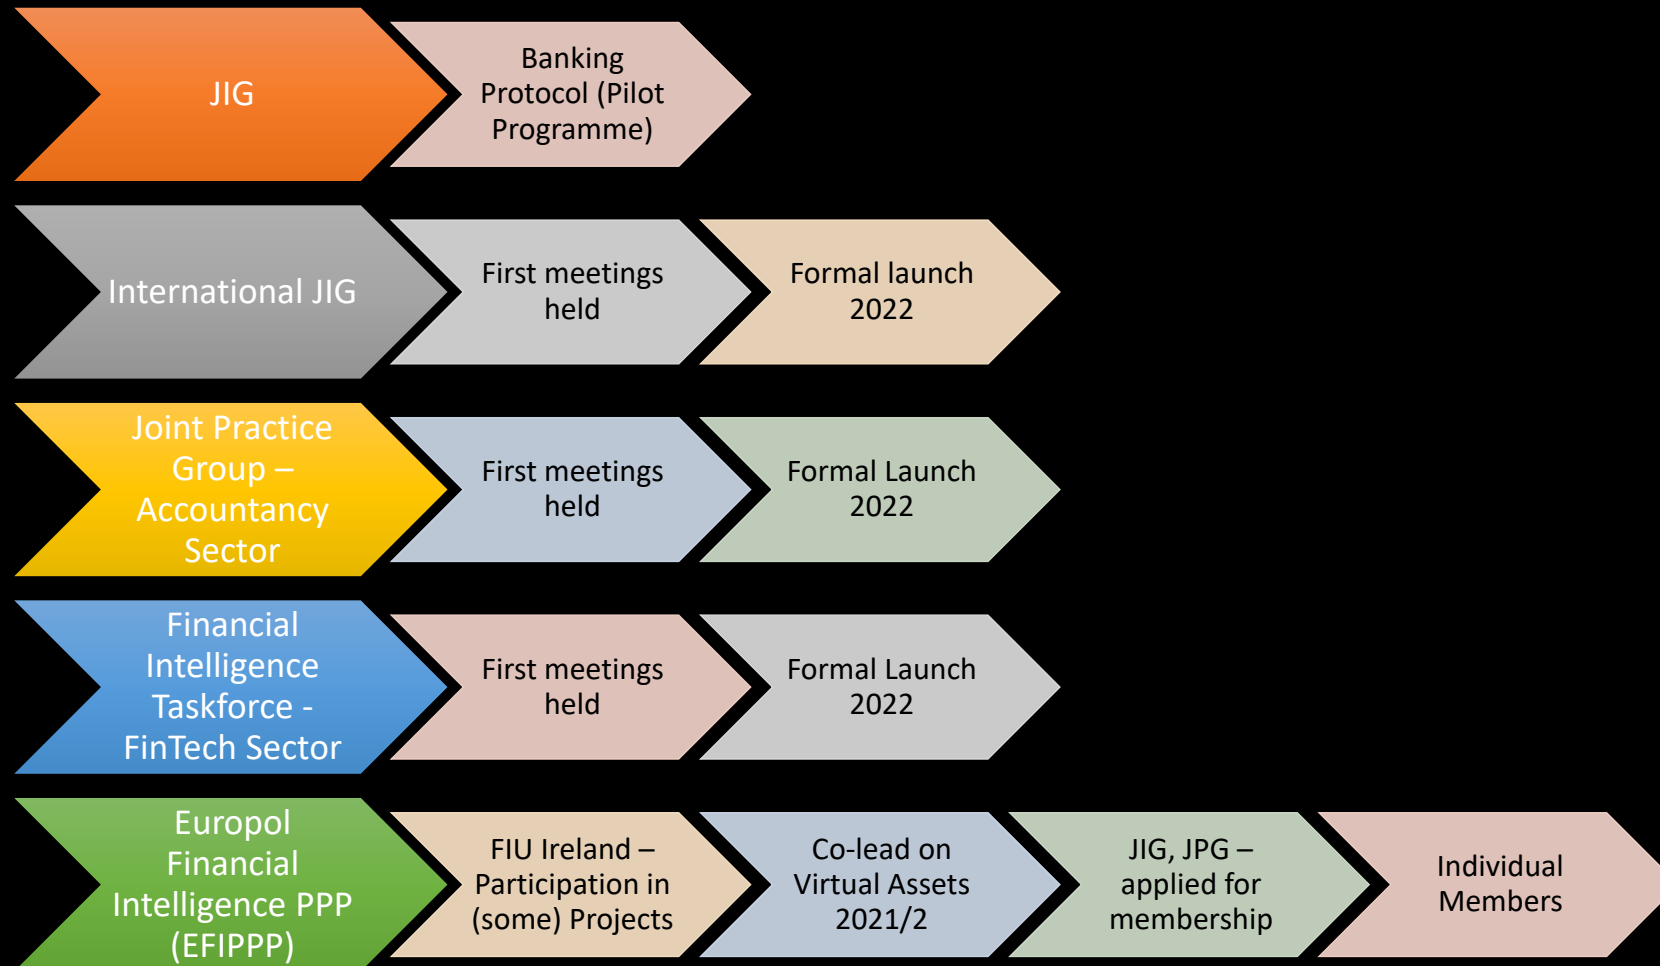 JIG
Banking
Protocol (Pilot
Programme)
International JIG
First meetings
held
Formal launch
2022
Joint Practice
Group –
Accountancy
Sector
First meetings
held
Formal Launch
2022
Financial
Intelligence
Taskforce -
FinTech Sector
First meetings
held
Formal Launch
2022
Europol
Financial
Intelligence PPP
(EFIPPP)
FIU Ireland –
Participation in
(some) Projects
Co-lead on
Virtual Assets
2021/2
JIG, JPG –
applied for
membership
Individual
Members